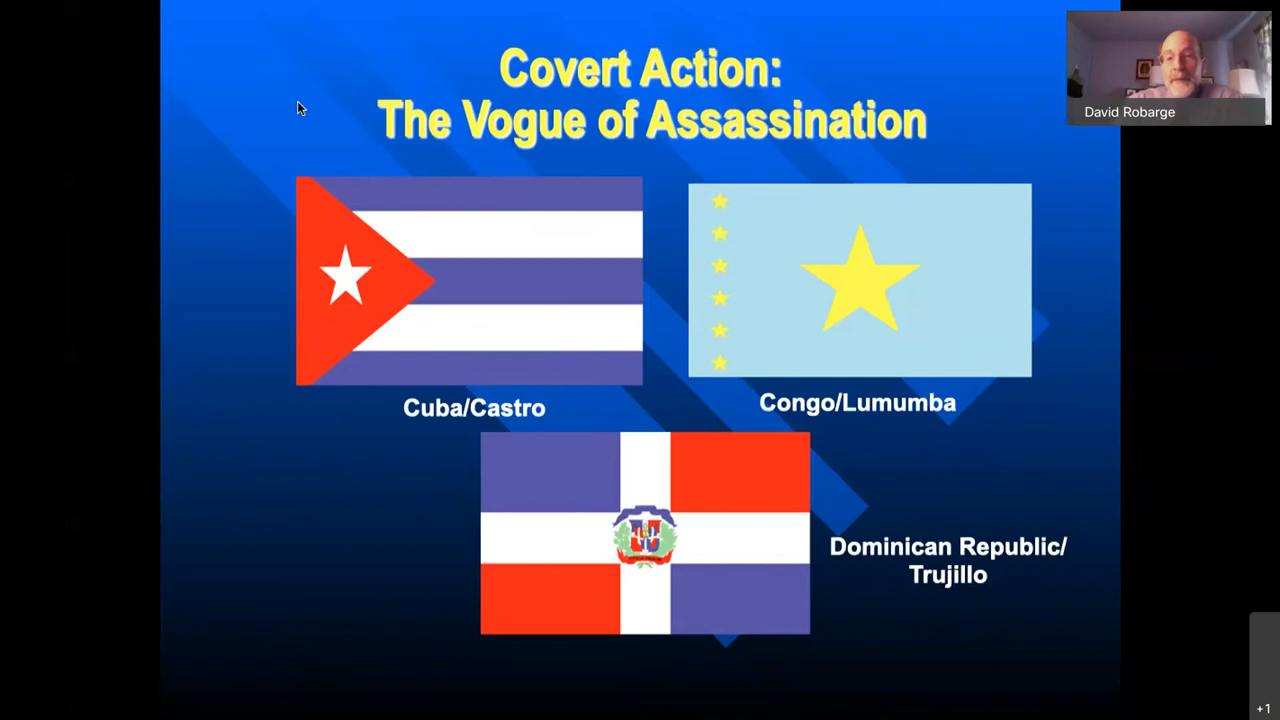 Covert Action:
The Vogue of Assassination
David Robarge
Cuba/Castro
Congo/Lumumba
Dominican Republic/
Trujillo
+1